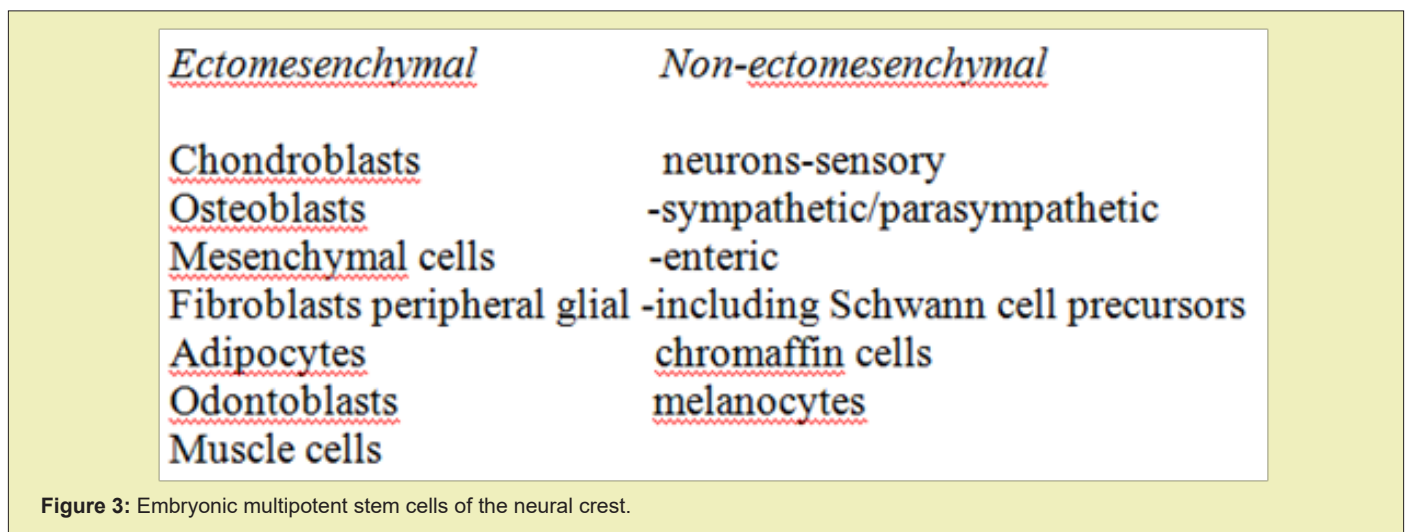 Ectomesenchymal Non-ectomesenchymal
Chondroblasts neurons-sensory
Osteoblasts -sympathetic/parasympathetic
Mesenchymal cells -enteric
Fibroblasts peripheral glial -including Schwann cell precursors
Adipocytes chromaffin cells
Odontoblasts melanocytes
Muscle cells
Figure 3: Embryonic multipotent stem cells of the neural crest.